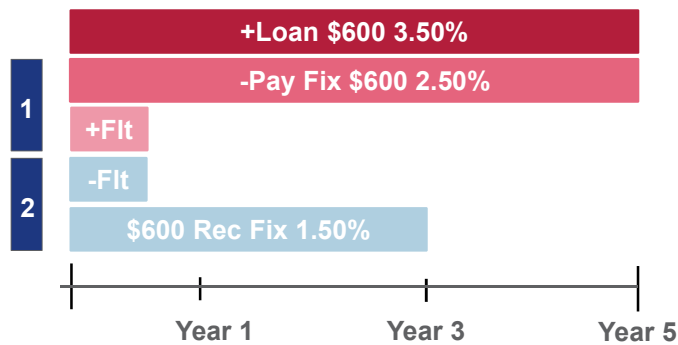 +Loan $600 3.50%
1
-Pay Fix $600 2.50%
+Flt
2
-Flt
$600 Rec Fix 1.50%
Year 1
Year 3
Year 5